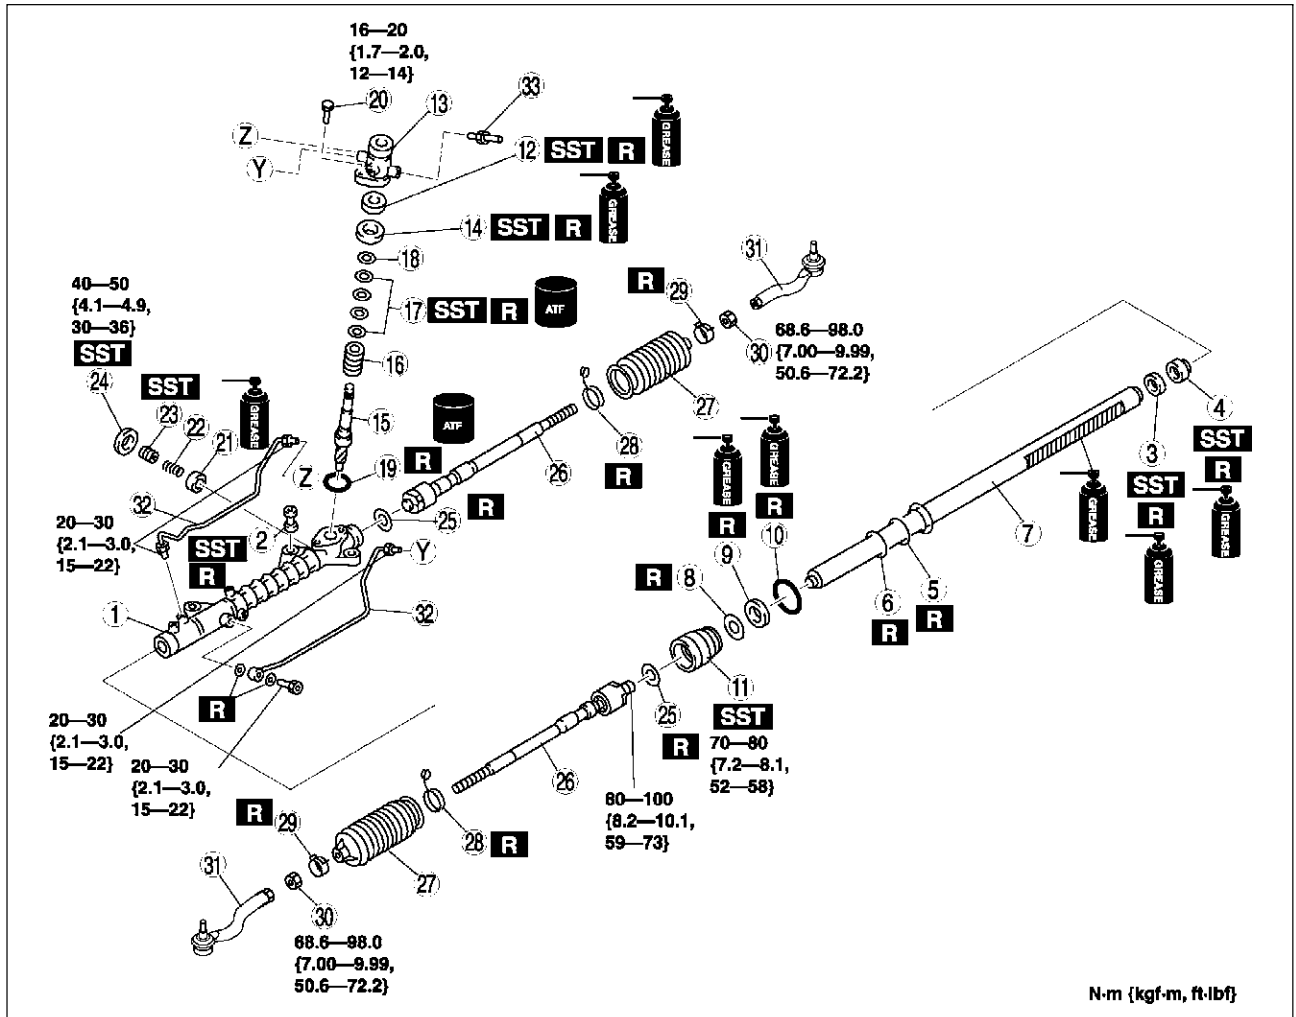 16—20
{1.7—2.0,
12—14}
20
13
33
Z
Y
12 SST R GREASE
14 SST R GREASE
18
17 SST R ATF
16
15
ATF
19 R
40—50
{4.1—4.9,
30—36}
SST
24
SST
23
22
21
GREASE
Z
32
20—30
{2.1—3.0,
15—22}
2
SST
R
1
25 R
Y
32
R
20—30
{2.1—3.0,
15—22}
20—30
{2.1—3.0,
15—22}
31
R 29
30
68.6—98.0
{7.00—9.99,
50.6—72.2}
27
28
R
26
4
SST
R
GREASE
3
SST
R
GREASE
7
GREASE
5
R
6
R
GREASE
R
10
GREASE
R
9
R 8
11
SST
70—80
{7.2—8.1,
52—58}
25
R
26
80—100
{8.2—10.1,
59—73}
28 R
27
R 29
31
30
68.6—98.0
{7.00—9.99,
50.6—72.2}
N·m {kgf·m, ft·lbf}